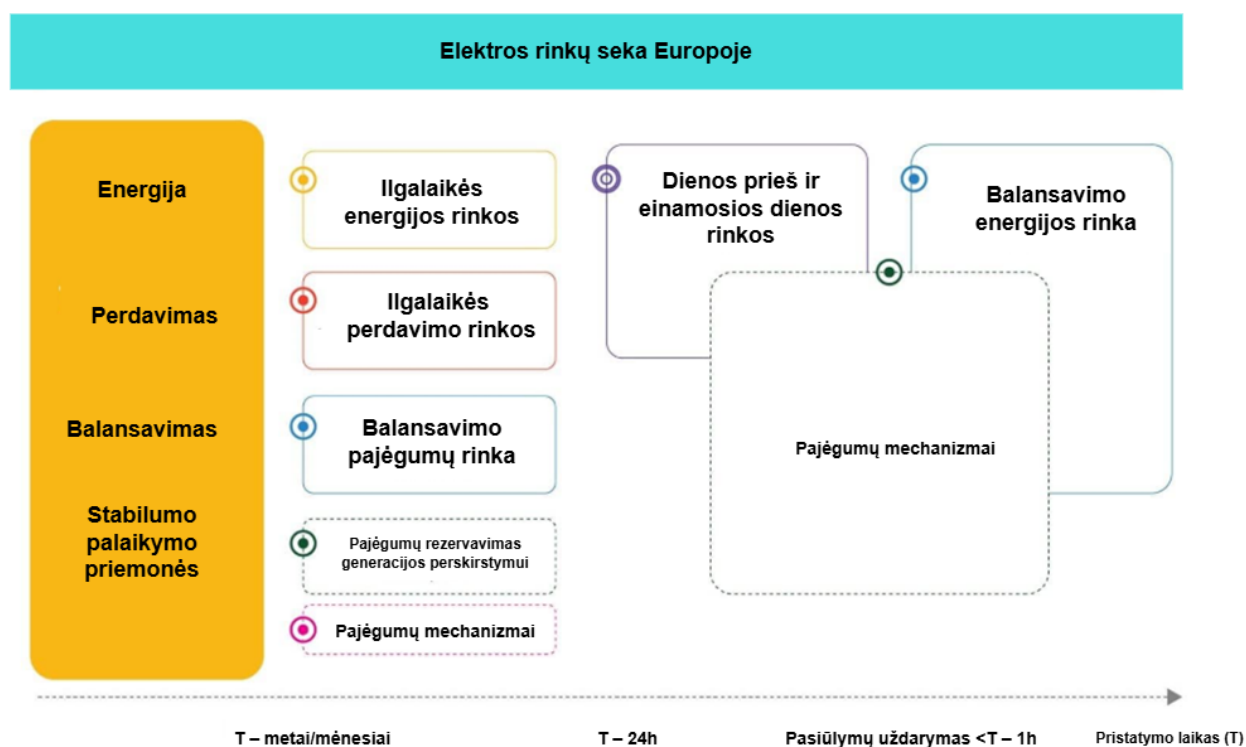 Elektros rinkų seka Europoje
Energija
Perdavimas
Balansavimas
Stabilumo
palaikymo
priemonės
Ilgalaikės
energijos rinkos
Ilgalaikės
perdavimo rinkos
Balansavimo
pajėgumų rinka
Pajėgumų rezervavimas
generacijos perskirstymui
Pajėgumų mechanizmai
Dienos prieš ir
einamosios dienos
rinkos
Balansavimo
energijos rinka
Pajėgumų mechanizmai
T – metai/mėnesiai
T – 24h
Pasiūlymų uždarymas <T – 1h
Pristatymo laikas (T)